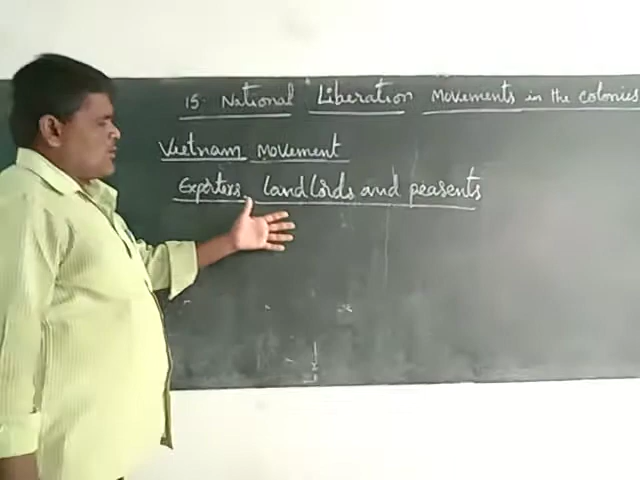 15. National Liberation Movements in the colonies
Vietnam movement
Exporters, landlords and peasents